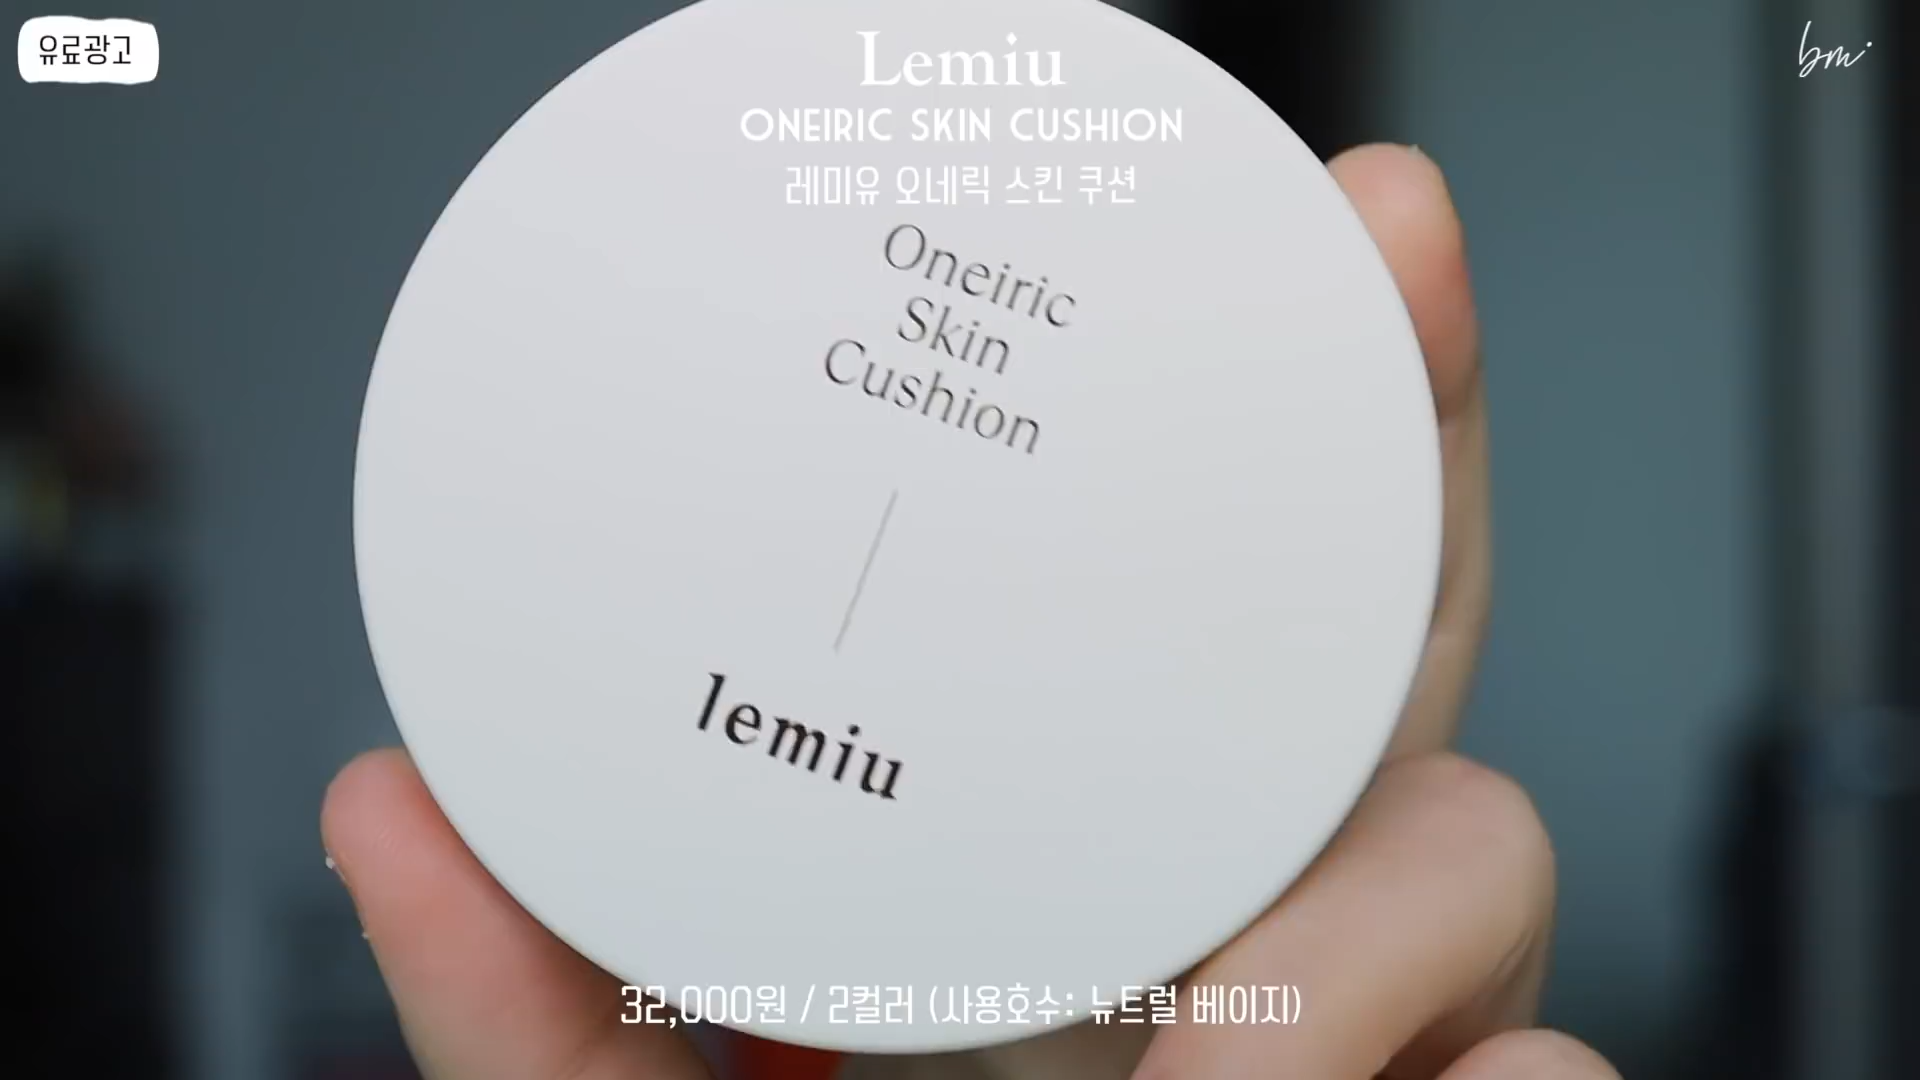 유료광고
bm
Lemiu
ONEIRIC SKIN CUSHION
레미유 오네릭 스킨 쿠션
Oneiric
Skin
Cushion
lemiu
32,000원 / 2컬러 (사용호수: 뉴트럴 베이지)